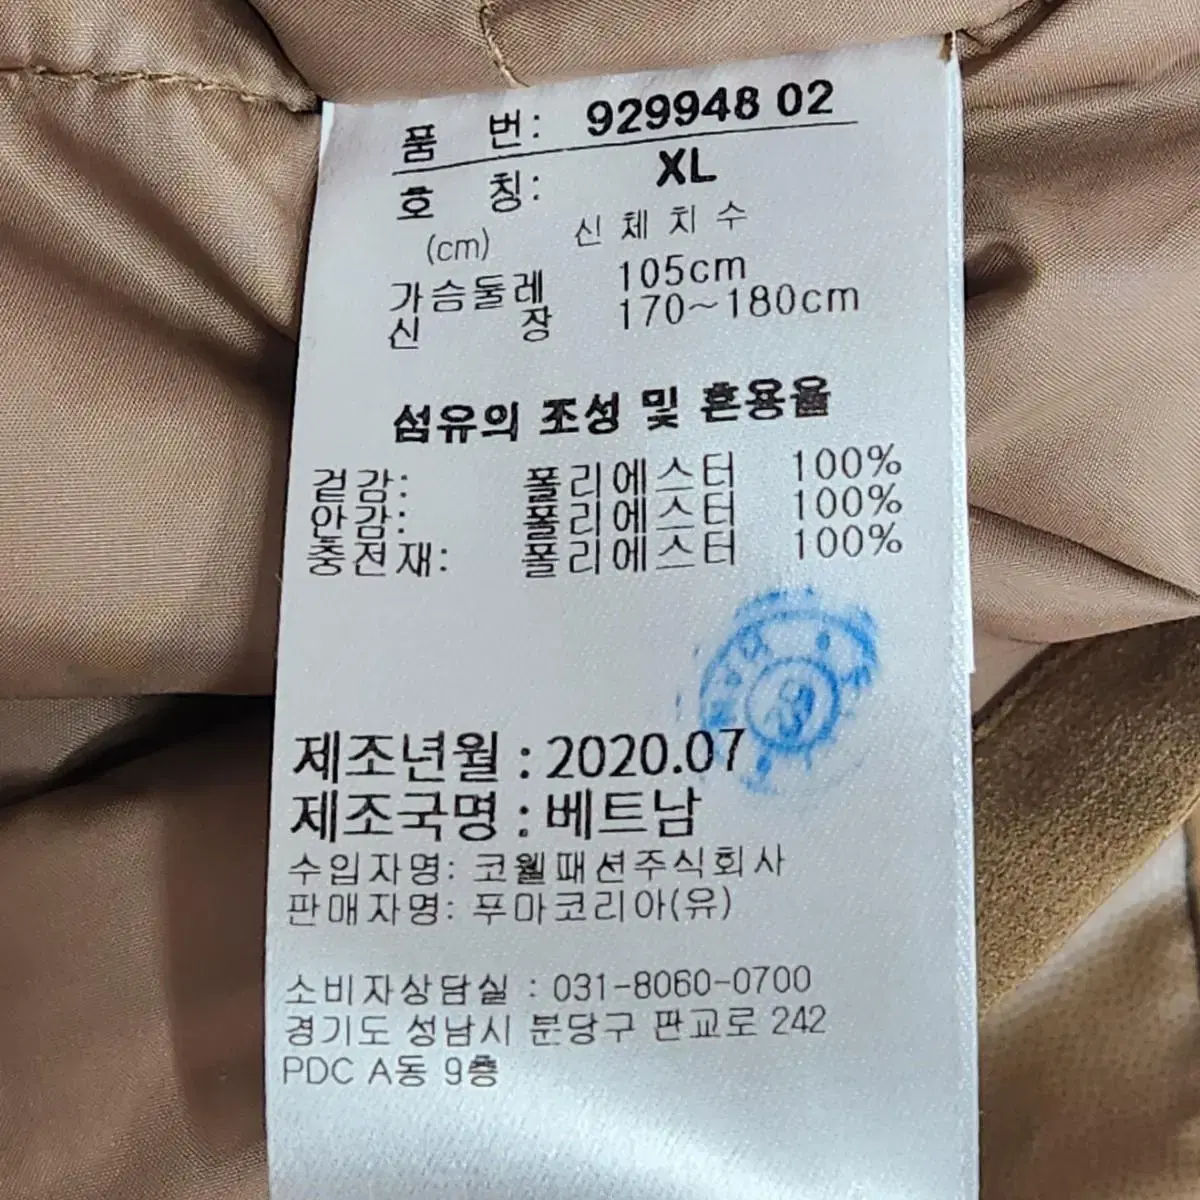 품 번: 929948 02
호 칭: XL
(cm) 신체치수
가슴둘레 105cm
신 장 170~180cm
섬유의 조성 및 혼용율
겉감: 폴리에스터 100%
안감: 폴리에스터 100%
충전재: 폴리에스터 100%
제조년월 : 2020.07
제조국명 : 베트남
수입자명: 코웰패션주식회사
판매자명: 푸마코리아(유)
소비자상담실 : 031-8060-0700
경기도 성남시 분당구 판교로 242
PDC A동 9층